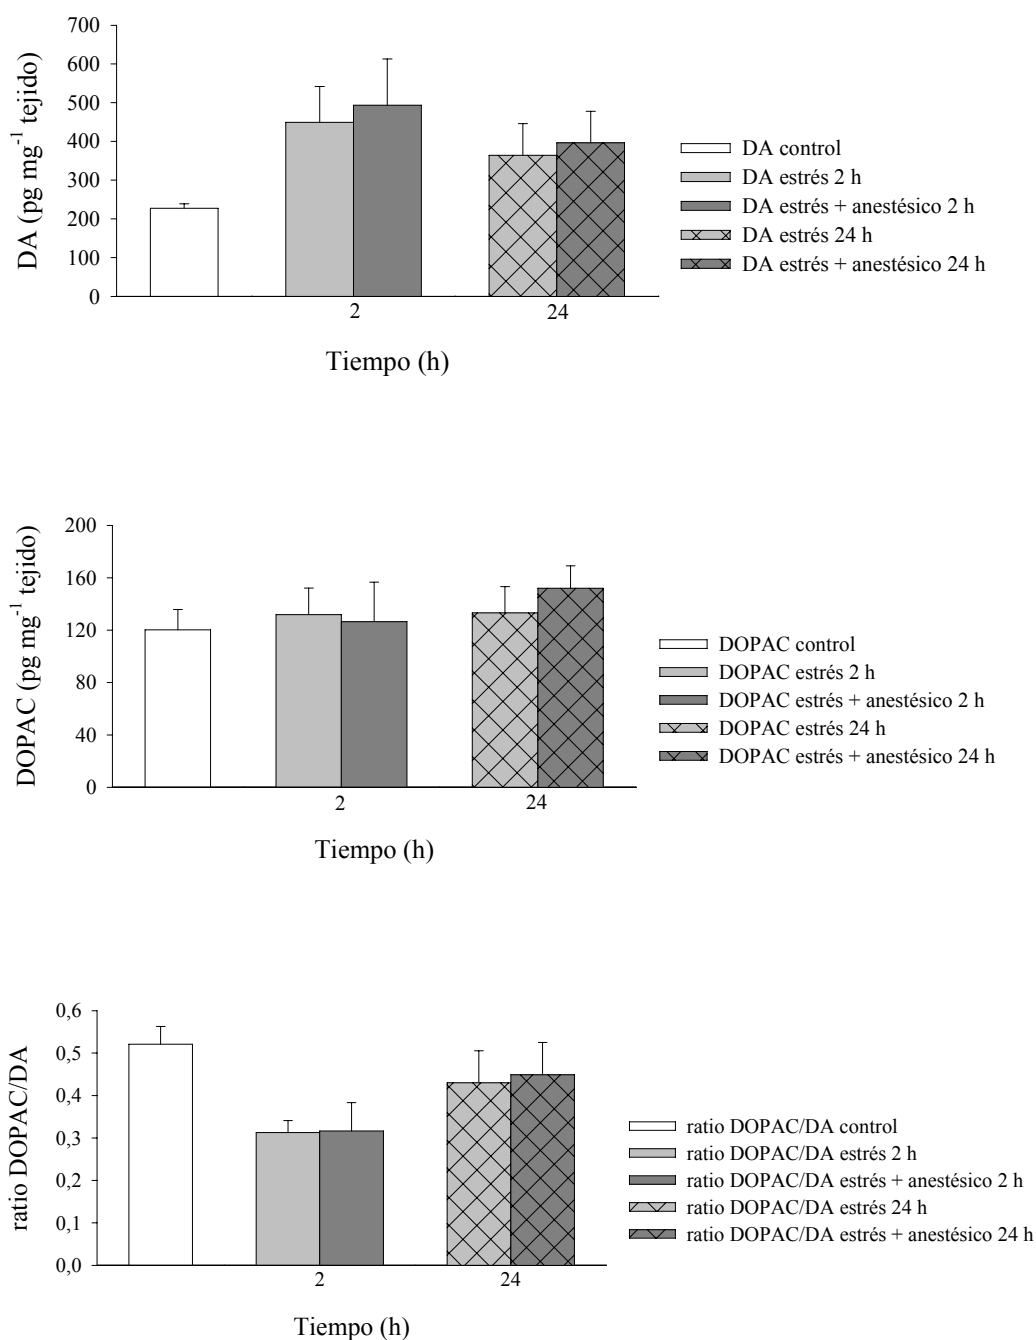 700
600
500
400
300
200
100
0
DA (pg mg⁻¹ tejido)
2
24
Tiempo (h)
DA control
DA estrés 2 h
DA estrés + anestésico 2 h
DA estrés 24 h
DA estrés + anestésico 24 h
200
160
120
80
40
0
DOPAC (pg mg⁻¹ tejido)
2
24
Tiempo (h)
DOPAC control
DOPAC estrés 2 h
DOPAC estrés + anestésico 2 h
DOPAC estrés 24 h
DOPAC estrés + anestésico 24 h
0,6
0,5
0,4
0,3
0,2
0,1
0,0
ratio DOPAC/DA
2
24
Tiempo (h)
ratio DOPAC/DA control
ratio DOPAC/DA estrés 2 h
ratio DOPAC/DA estrés + anestésico 2 h
ratio DOPAC/DA estrés 24 h
ratio DOPAC/DA estrés + anestésico 24 h